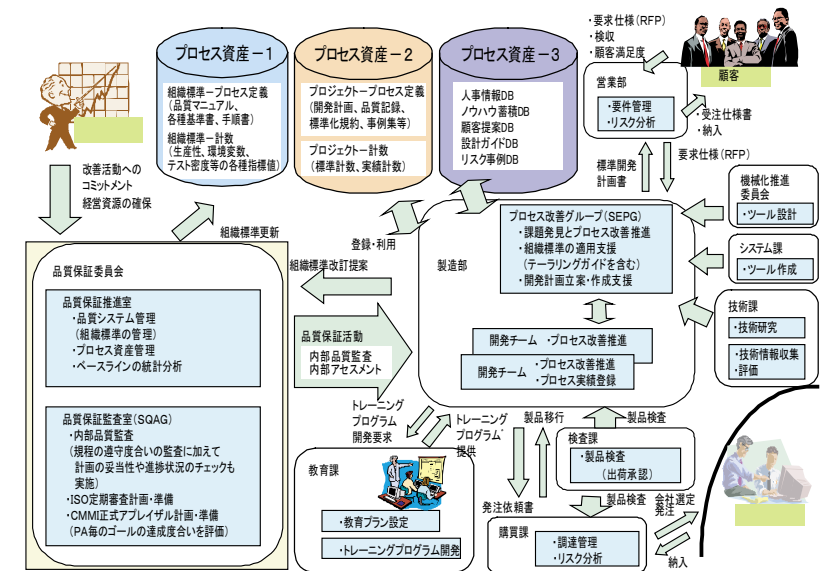 プロセス資産－1
組織標準－プロセス定義
(品質マニュアル、
各種基準書、手順書)
組織標準－計数
(生産性、環境変数、
テスト密度等の各種指標値)
プロセス資産－2
プロジェクト－プロセス定義
(開発計画、品質記録、
標準化規約、事例集等)
プロジェクト－計数
(標準計数、実績計数)
プロセス資産－3
人事情報DB
ノウハウ蓄積DB
顧客提案DB
設計ガイドDB
リスク事例DB
・要求仕様(RFP)
・検収
・顧客満足度
顧客
営業部
・要件管理
・リスク分析
・受注仕様書
・納入
標準開発
計画書
要求仕様(RFP)
改善活動への
コミットメント
経営資源の確保
組織標準更新
登録・利用
組織標準改訂提案
品質保証委員会
品質保証推進室
・品質システム管理
(組織標準の管理)
・プロセス資産管理
・ベースラインの統計分析
品質保証監査室(SQAG)
・内部品質監査
(規程の遵守度合いの監査に加えて
計画の妥当性や進捗状況のチェックも
実施)
・ISO定期審査計画・準備
・CMMI正式アプレイザル計画・準備
(PA毎のゴールの達成度合いを評価)
品質保証活動
内部品質監査
内部アセスメント
製造部
プロセス改善グループ(SEPG)
・課題発見とプロセス改善推進
・組織標準の適用支援
(テーラリングガイドを含む)
・開発計画立案・作成支援
開発チーム ・プロセス改善推進
開発チーム ・プロセス改善推進
・プロセス実績登録
機械化推進
委員会
・ツール設計
システム課
・ツール作成
技術課
・技術研究
・技術情報収集
・評価
トレーニング
プログラム
開発要求
トレーニング
プログラム
提供
製品移行
製品検査
検査課
・製品検査
(出荷承認)
教育課
・教育プラン設定
・トレーニングプログラム開発
発注依頼書
製品検査
会社選定
発注
購買課
・調達管理
・リスク分析
納入